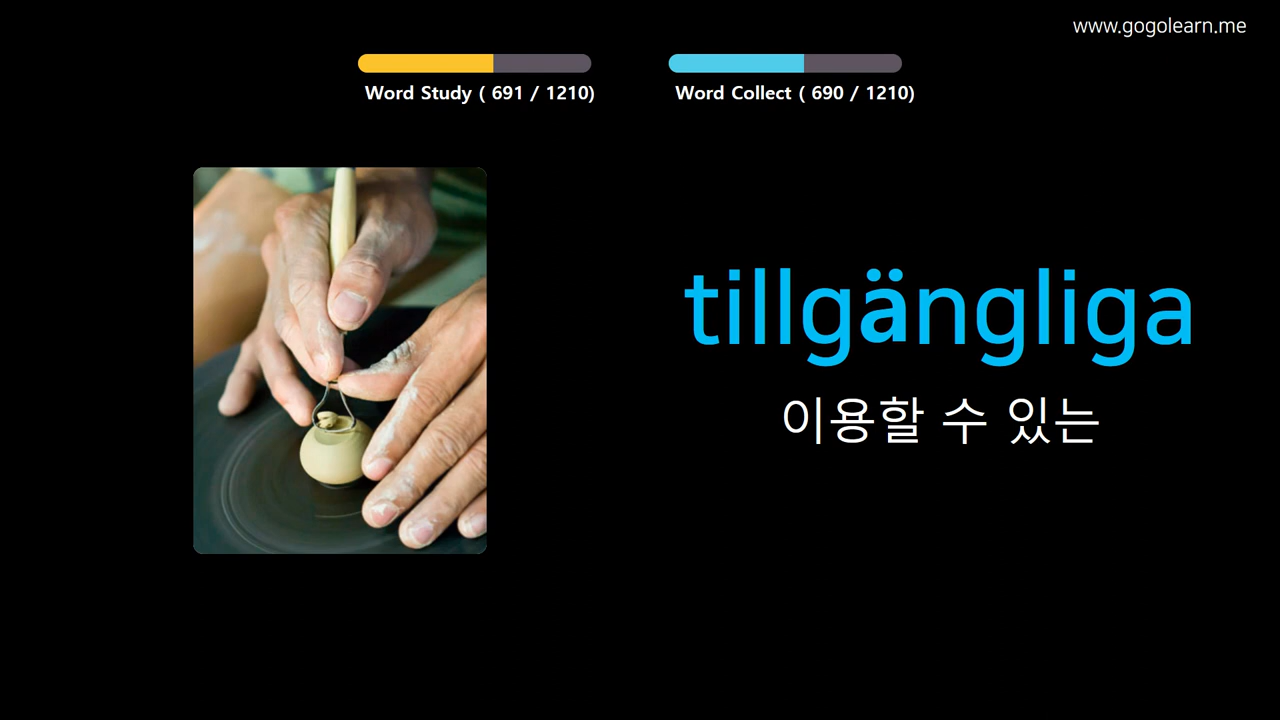 www.gogolearn.me
Word Study ( 691 / 1210)
Word Collect ( 690 / 1210)
tillgängliga
이용할 수 있는